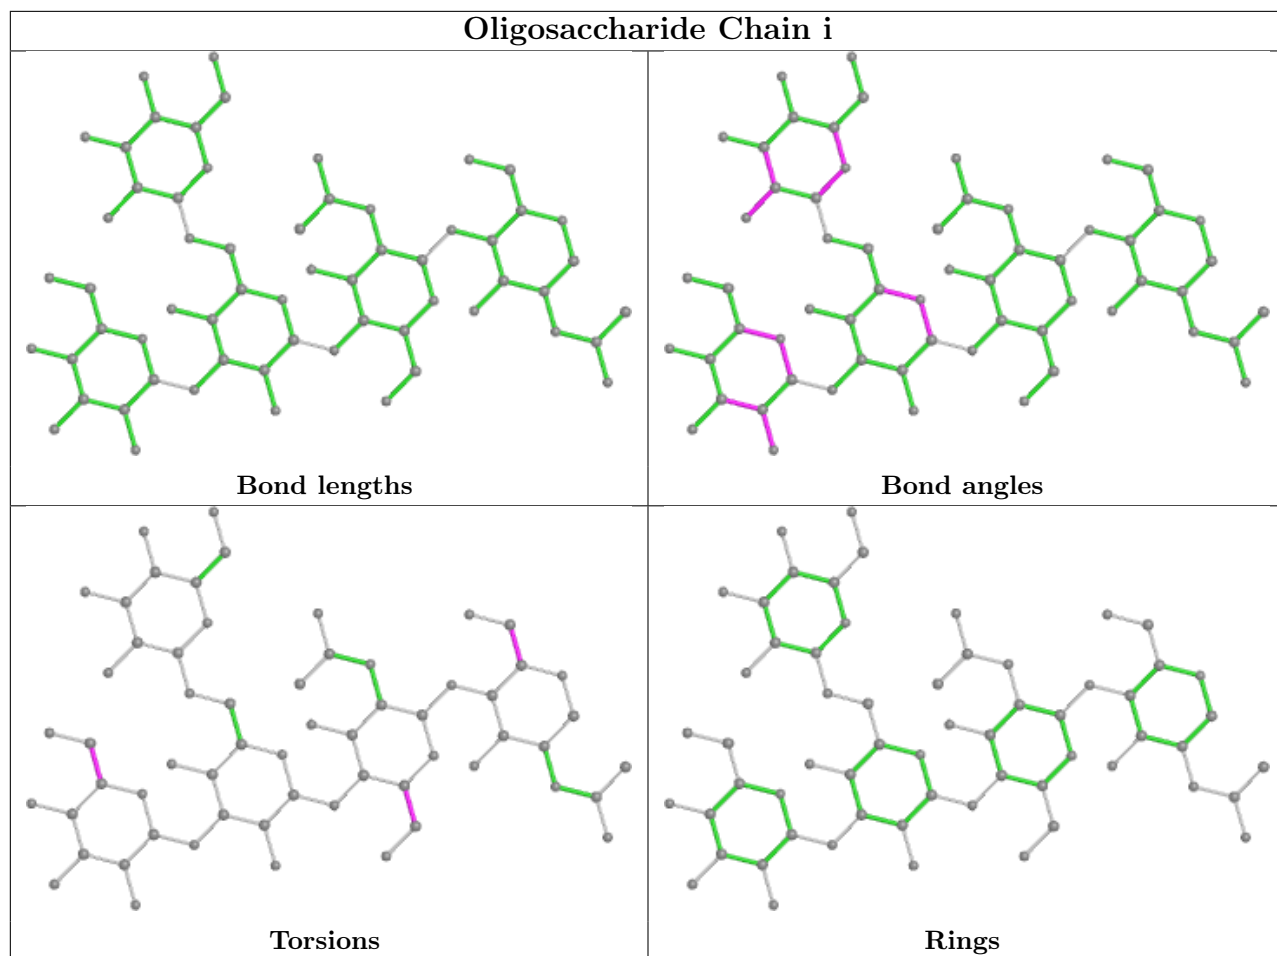 Oligosaccharide Chain i
Bond lengths
Bond angles
Torsions
Rings